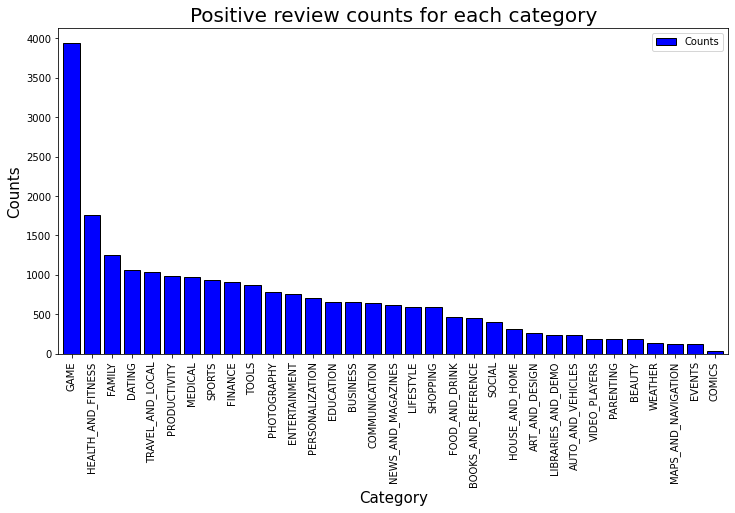 Positive review counts for each category
Counts
Counts
4000
3500
3000
2500
2000
1500
1000
500
0
GAME
HEALTH_AND_FITNESS
FAMILY
DATING
TRAVEL_AND_LOCAL
PRODUCTIVITY
MEDICAL
SPORTS
FINANCE
TOOLS
PHOTOGRAPHY
ENTERTAINMENT
PERSONALIZATION
EDUCATION
BUSINESS
COMMUNICATION
NEWS_AND_MAGAZINES
LIFESTYLE
SHOPPING
FOOD_AND_DRINK
BOOKS_AND_REFERENCE
SOCIAL
HOUSE_AND_HOME
ART_AND_DESIGN
LIBRARIES_AND_DEMO
AUTO_AND_VEHICLES
VIDEO_PLAYERS
PARENTING
BEAUTY
WEATHER
MAPS_AND_NAVIGATION
EVENTS
COMICS
Category